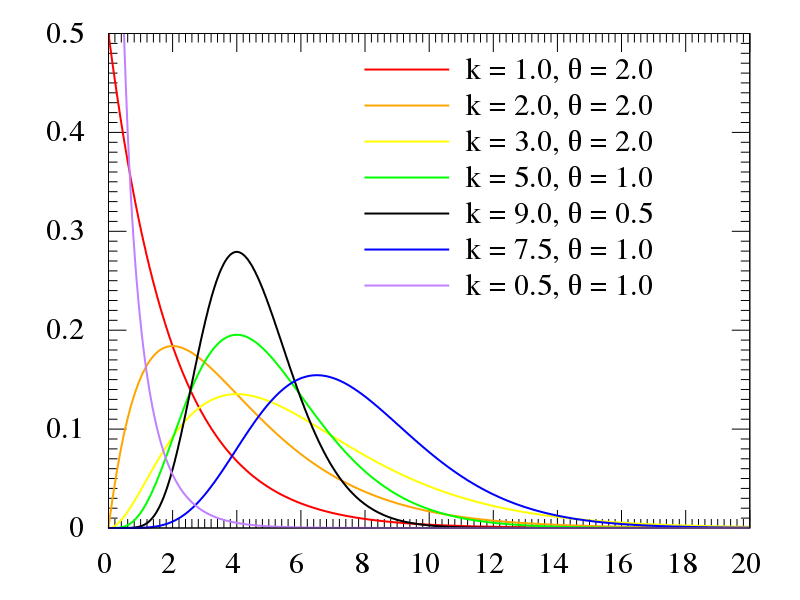 0.5
k = 1.0, θ = 2.0
k = 2.0, θ = 2.0
0.4
k = 3.0, θ = 2.0
k = 5.0, θ = 1.0
k = 9.0, θ = 0.5
0.3
k = 7.5, θ = 1.0
k = 0.5, θ = 1.0
0.2
0.1
0
0 2 4 6 8 10 12 14 16 18 20